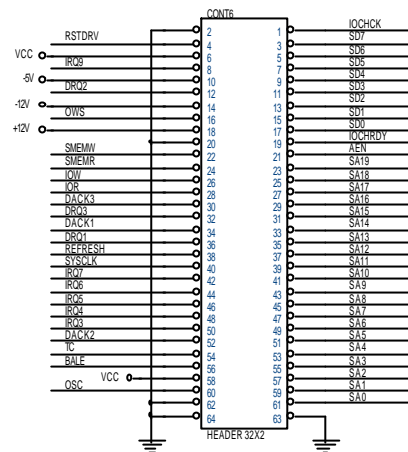 CONT6
2 1 IOCHCK
RSTDRV 4 3 SD7
VCC 6 5 SD6
IRQ9 8 7 SD5
-5V 10 9 SD4
DRQ2 12 11 SD3
-12V 14 13 SD2
OWS 16 15 SD1
+12V 18 17 SD0
20 19 IOCHRDY
SMEMW 22 21 AEN
SMEMR 24 23 SA19
IOW 26 25 SA18
IOR 28 27 SA17
DACK3 30 29 SA16
DRQ3 32 31 SA15
DACK1 34 33 SA14
DRQ1 36 35 SA13
REFRESH 38 37 SA12
SYSCLK 40 39 SA11
IRQ7 42 41 SA10
IRQ6 44 43 SA9
IRQ5 46 45 SA8
IRQ4 48 47 SA7
IRQ3 50 49 SA6
DACK2 52 51 SA5
TC 54 53 SA4
BALE 56 55 SA3
VCC 58 57 SA2
OSC 60 59 SA1
62 61 SA0
64 63
HEADER 32X2